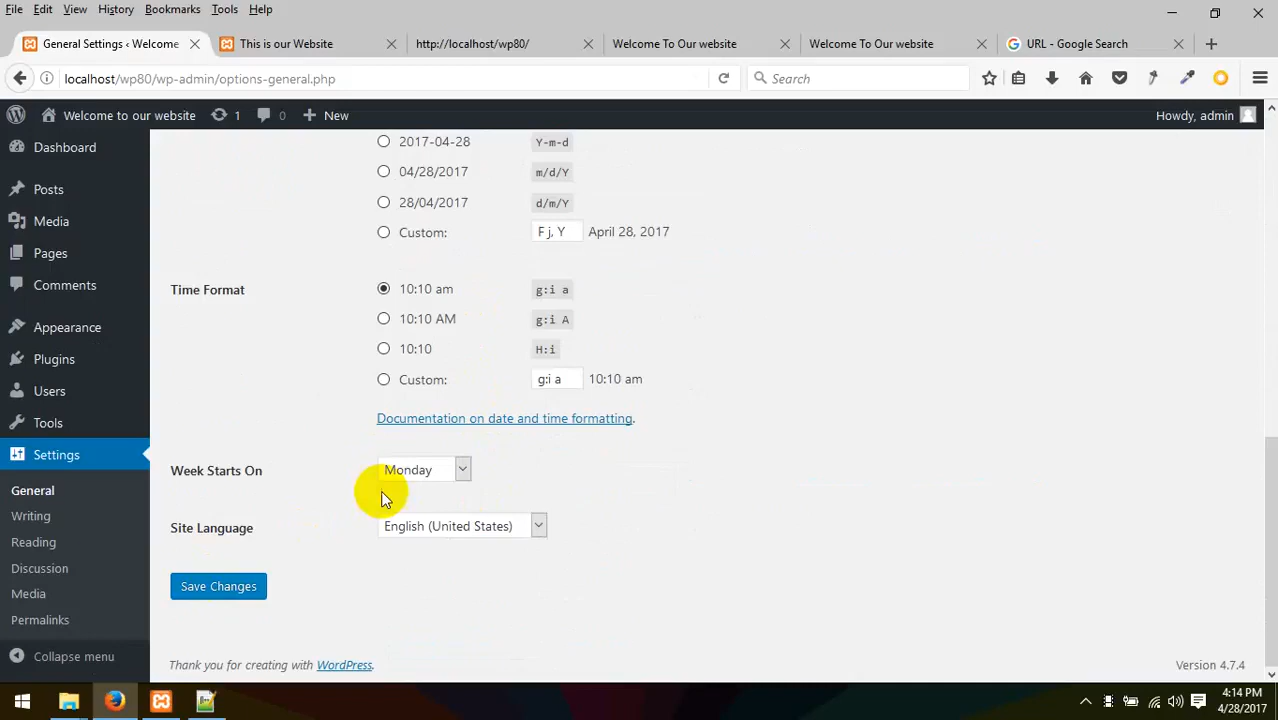 File Edit View History Bookmarks Tools Help
General Settings ‹ Welcome
This is our Website
http://localhost/wp80/
Welcome To Our website
Welcome To Our website
URL - Google Search
localhost/wp80/wp-admin/options-general.php
Search
Welcome to our website 1 0 New
Howdy, admin
Dashboard
Posts
Media
Pages
Comments
Appearance
Plugins
Users
Tools
Settings
General
Writing
Reading
Discussion
Media
Permalinks
Collapse menu
2017-04-28 Y-m-d
04/28/2017 m/d/Y
28/04/2017 d/m/Y
Custom: F j, Y April 28, 2017
Time Format
10:10 am g:i a
10:10 AM g:i A
10:10 H:i
Custom: g:i a 10:10 am
Documentation on date and time formatting.
Week Starts On Monday
Site Language English (United States)
Save Changes
Thank you for creating with WordPress.
Version 4.7.4
4:14 PM
4/28/2017